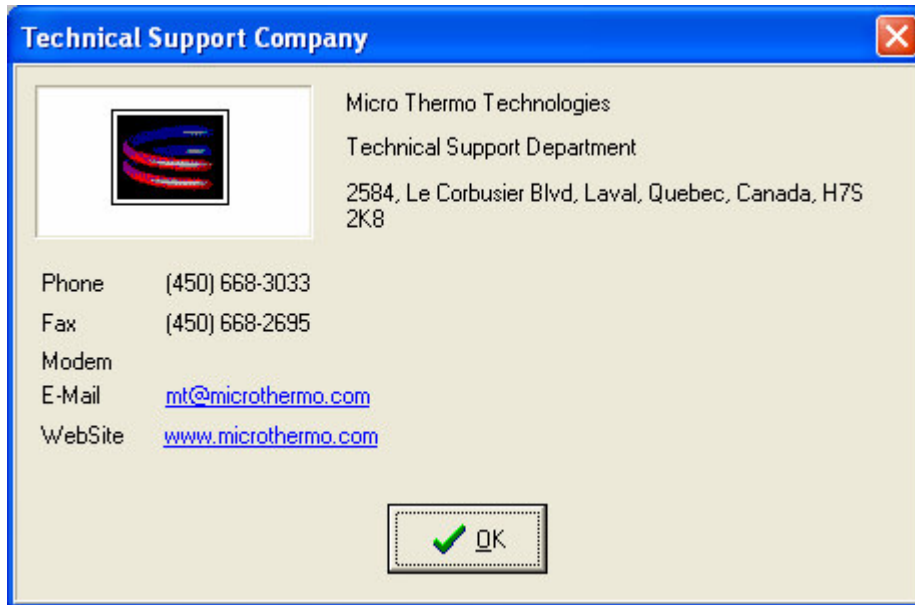 Technical Support Company
Micro Thermo Technologies
Technical Support Department
2584, Le Corbusier Blvd, Laval, Quebec, Canada, H7S
2K8
Phone (450) 668-3033
Fax (450) 668-2695
Modem
E-Mail mt@microthermo.com
WebSite www.microthermo.com
OK